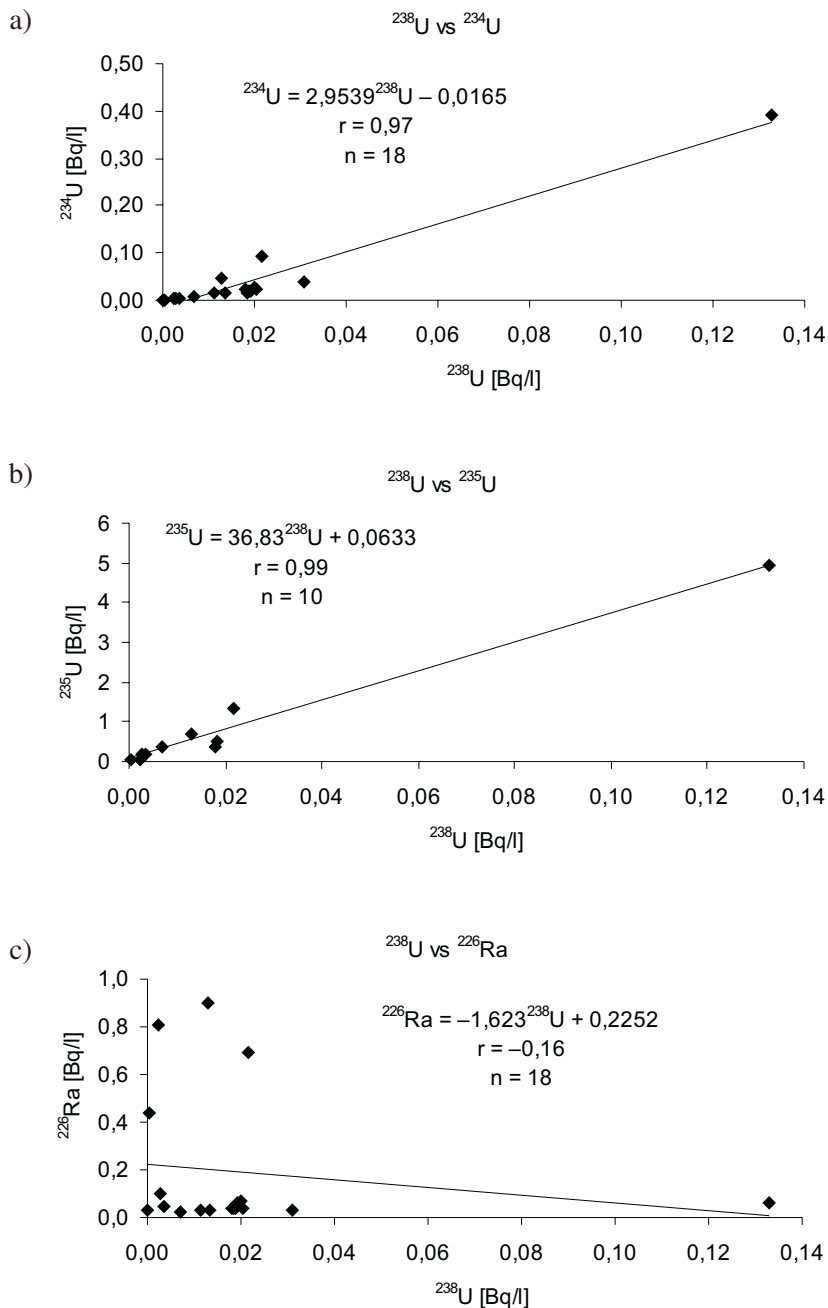 a)
²³⁸U vs ²³⁴U
0,50
0,40
0,30
0,20
0,10
0,00
²³⁴U [Bq/l]
²³⁴U = 2,9539²³⁸U – 0,0165
r = 0,97
n = 18
0,00 0,02 0,04 0,06 0,08 0,10 0,12 0,14
²³⁸U [Bq/l]
b)
²³⁸U vs ²³⁵U
6
5
4
3
2
1
0
²³⁵U [Bq/l]
²³⁵U = 36,83²³⁸U + 0,0633
r = 0,99
n = 10
0,00 0,02 0,04 0,06 0,08 0,10 0,12 0,14
²³⁸U [Bq/l]
c)
²³⁸U vs ²²⁶Ra
1,0
0,8
0,6
0,4
0,2
0,0
²²⁶Ra [Bq/l]
²²⁶Ra = –1,623²³⁸U + 0,2252
r = –0,16
n = 18
0,00 0,02 0,04 0,06 0,08 0,10 0,12 0,14
²³⁸U [Bq/l]